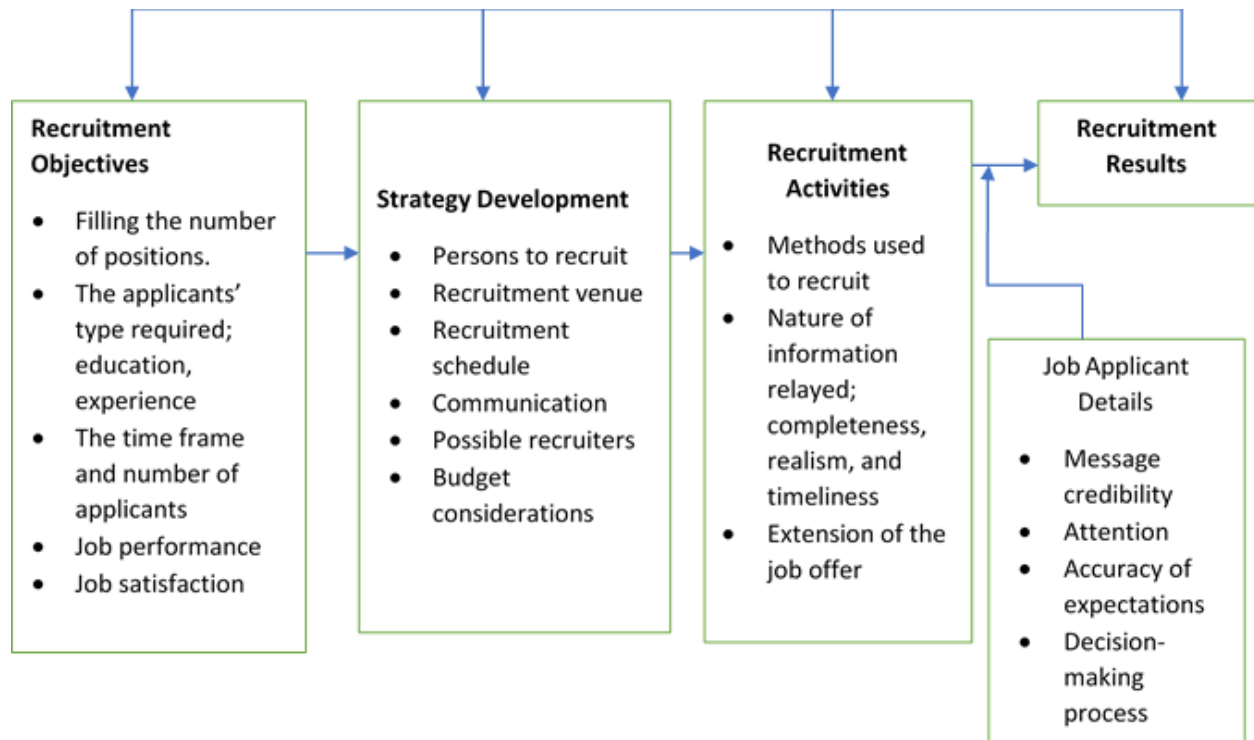 Recruitment
Objectives
• Filling the number
of positions.
• The applicants’
type required;
education,
experience
• The time frame
and number of
applicants
• Job performance
• Job satisfaction
Strategy Development
• Persons to recruit
• Recruitment venue
• Recruitment
schedule
• Communication
• Possible recruiters
• Budget
considerations
Recruitment
Activities
• Methods used
to recruit
• Nature of
information
relayed;
completeness,
realism, and
timeliness
• Extension of the
job offer
Recruitment
Results
Job Applicant
Details
• Message
credibility
• Attention
• Accuracy of
expectations
• Decision-
making
process